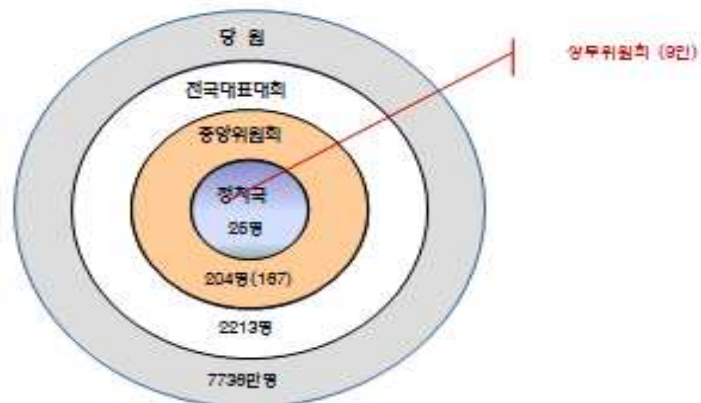 당 원
상무위원회 (9인)
전국대표대회
중앙위원회
정치국
25명
204명(167)
2213명
7736만명